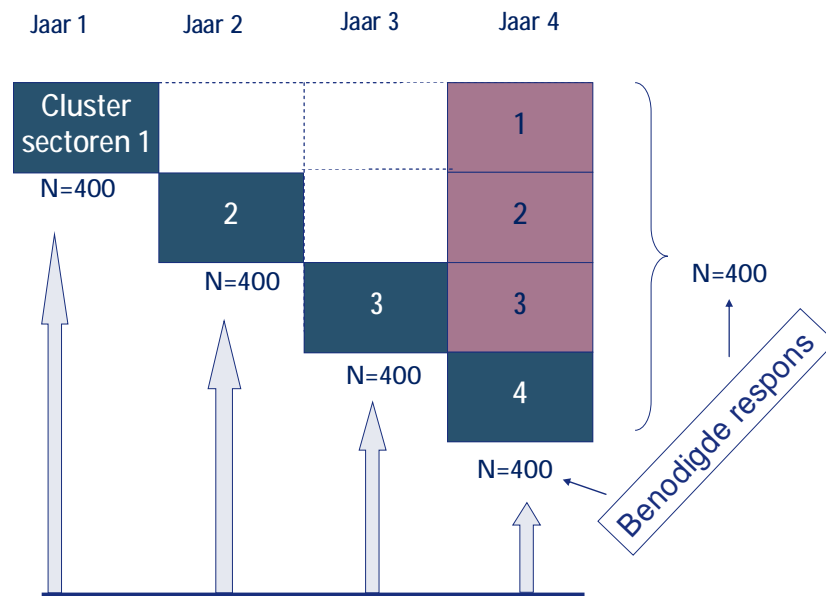 Jaar 1
Jaar 2
Jaar 3
Jaar 4
Cluster
sectoren 1
1
N=400
2
2
N=400
N=400
3
3
N=400
4
N=400
Benodigde respons